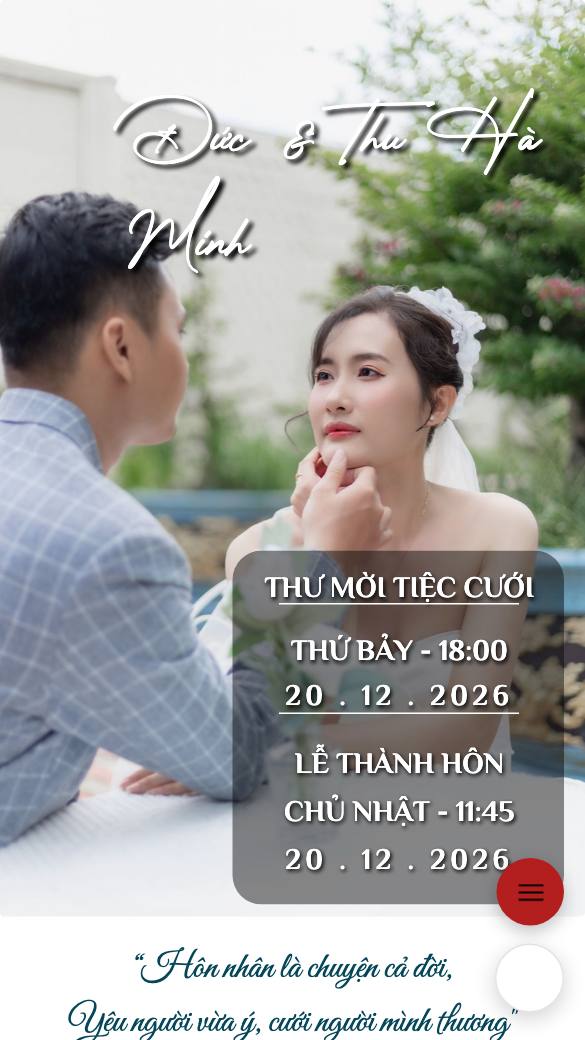 Đức & Thu Hà
Minh
THƯ MỜI TIỆC CƯỚI
THỨ BẢY - 18:00
20 . 12 . 2026
LỄ THÀNH HÔN
CHỦ NHẬT - 11:45
20 . 12 . 2026
“Hôn nhân là chuyện cả đời,
Yêu người vừa ý, cưới người mình thương"